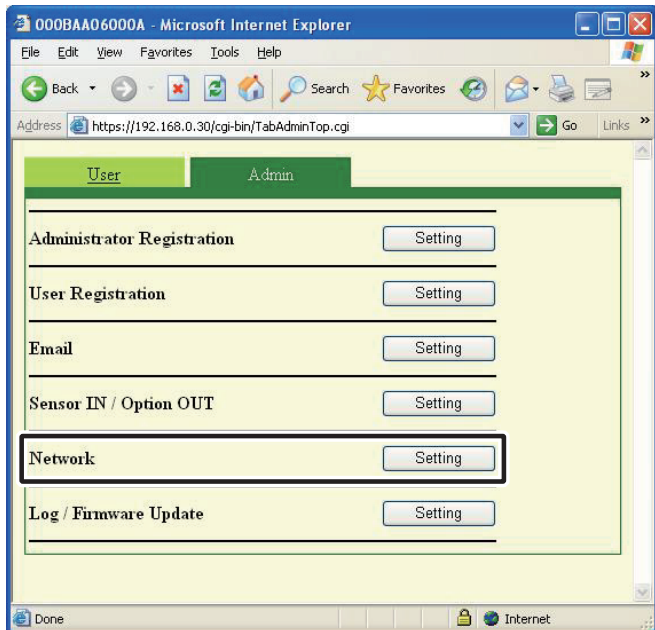 000BAA06000A - Microsoft Internet Explorer
File Edit View Favorites Tools Help
Back Search Favorites »
Address https://192.168.0.30/cgi-bin/TabAdminTop.cgi Go Links »
User Admin
Administrator Registration Setting
User Registration Setting
Email Setting
Sensor IN / Option OUT Setting
Network Setting
Log / Firmware Update Setting
Done Internet